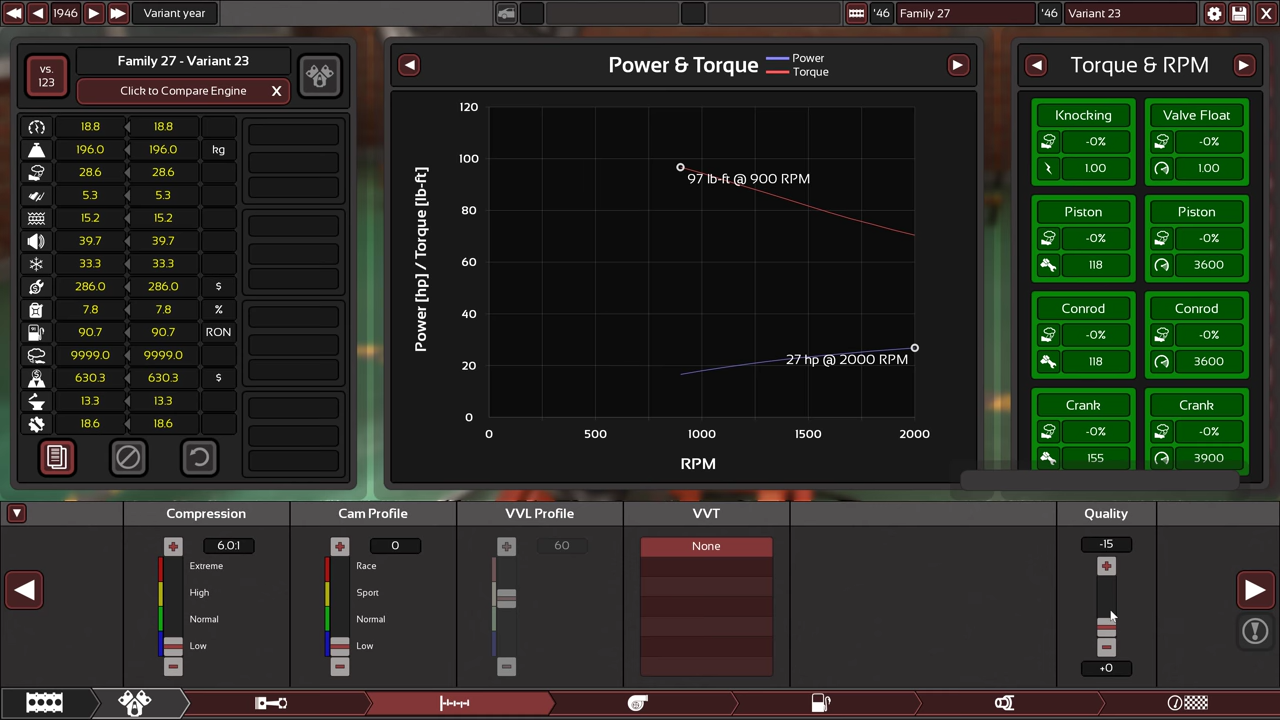 1946
Variant year
'46
Family 27
'46
Variant 23
vs.
123
Family 27 - Variant 23
Click to Compare Engine
X
18.8 18.8
196.0 196.0 kg
28.6 28.6
5.3 5.3
15.2 15.2
39.7 39.7
33.3 33.3
286.0 286.0 $
7.8 7.8 %
90.7 90.7 RON
9999.0 9999.0
630.3 630.3 $
13.3 13.3
18.6 18.6
Power & Torque
Power
Torque
Power [hp] / Torque [lb-ft]
120
100
80
60
40
20
0
97 lb-ft @ 900 RPM
27 hp @ 2000 RPM
0 500 1000 1500 2000
RPM
Torque & RPM
Knocking Valve Float
-0% -0%
1.00 1.00
Piston Piston
-0% -0%
118 3600
Conrod Conrod
-0% -0%
118 3600
Crank Crank
-0% -0%
155 3900
Compression
6.0:1
Extreme
High
Normal
Low
Cam Profile
0
Race
Sport
Normal
Low
VVL Profile
60
VVT
None
Quality
-15
+0